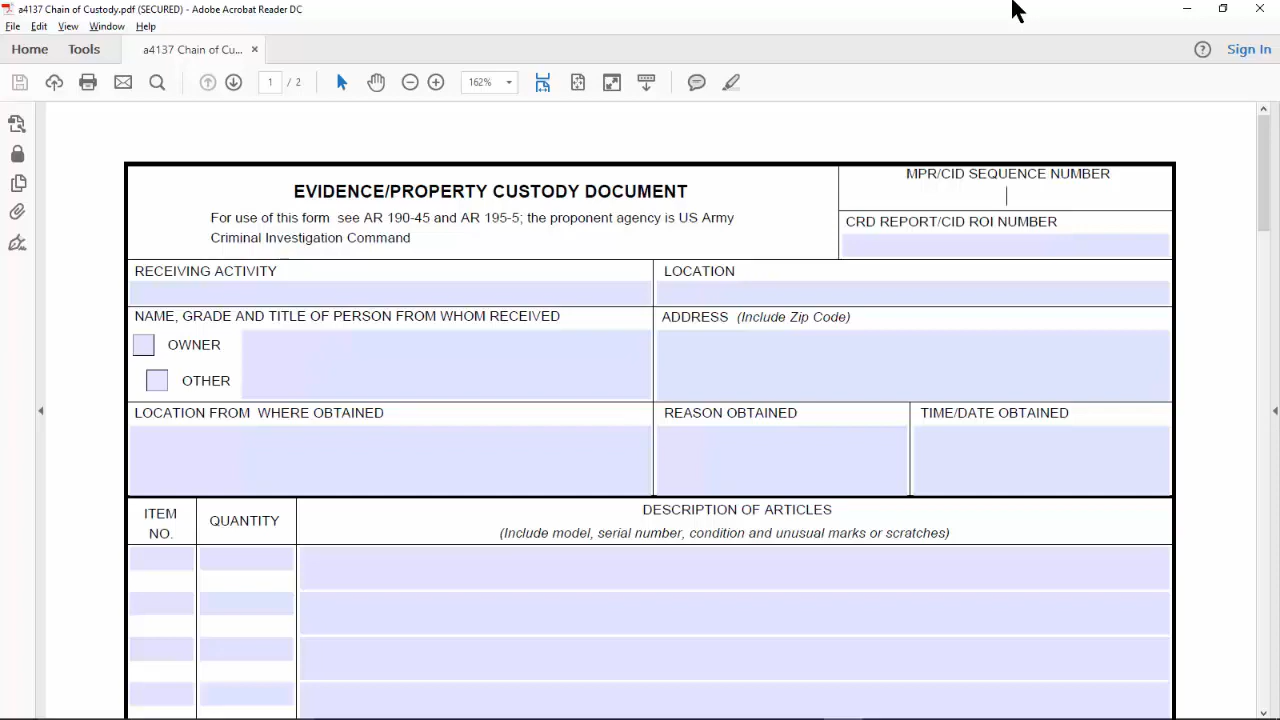 a4137 Chain of Custody.pdf (SECURED) - Adobe Acrobat Reader DC
File Edit View Window Help
Home Tools a4137 Chain of Cu... × Sign In
1 / 2 162%
EVIDENCE/PROPERTY CUSTODY DOCUMENT
For use of this form see AR 190-45 and AR 195-5; the proponent agency is US Army
Criminal Investigation Command
MPR/CID SEQUENCE NUMBER
CRD REPORT/CID ROI NUMBER
RECEIVING ACTIVITY
LOCATION
NAME, GRADE AND TITLE OF PERSON FROM WHOM RECEIVED
OWNER
OTHER
ADDRESS (Include Zip Code)
LOCATION FROM WHERE OBTAINED
REASON OBTAINED
TIME/DATE OBTAINED
ITEM
NO.
QUANTITY
DESCRIPTION OF ARTICLES
(Include model, serial number, condition and unusual marks or scratches)